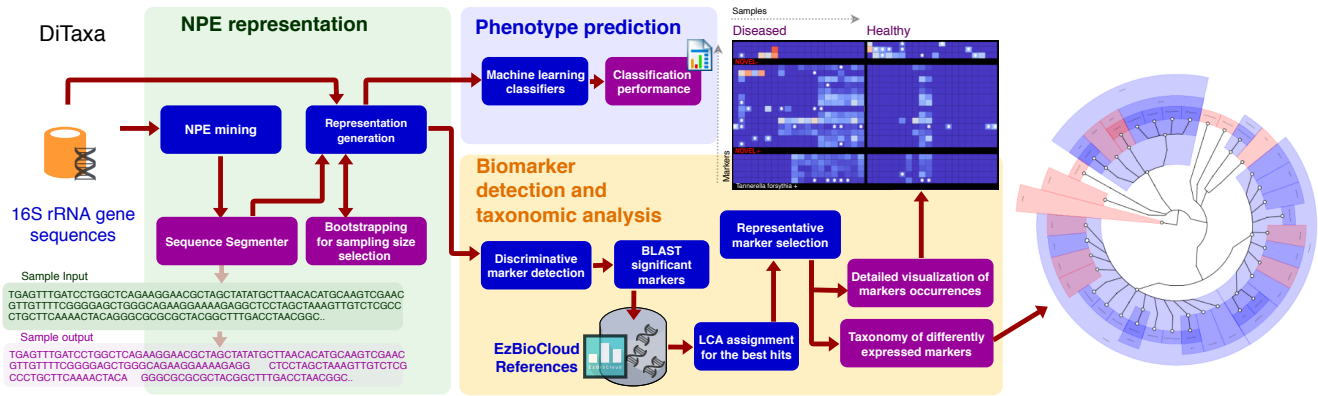 DiTaxa
16S rRNA gene
sequences
NPE representation
NPE mining
Representation
generation
Sequence Segmenter
Bootstrapping
for sampling size
selection
Sample Input
TGAGTTTGATCCTGGCTCAGAAGGAACGCTAGCTATATGCTTAACACATGCAAGTCGAAC
GTTGTTTTCGGGGAGCTGGGCAGAAGGAAAAGAGGCTCCTAGCTAAAGTTGTCTCGCC
CTGCTTCAAAACTACAGGGCGCGCGCTACGGCTTTGACCTAACGGC..
Sample output
TGAGTTTGATCCTGGCTCAGAAGGAACGCTAGCTATATGCTTAACACATGCAAGTCGAAC
GTTGTTTTCGGGGAGCTGGGCAGAAGGAAAAGAGG CTCCTAGCTAAAGTTGTCTCG
CCCTGCTTCAAAACTACA GGGCGCGCGCTACGGCTTTGACCTAACGGC..
Phenotype prediction
Machine learning
classifiers
Classification
performance
Biomarker
detection and
taxonomic analysis
Discriminative
marker detection
BLAST
significant
markers
EzBioCloud
References
EzBioCloud
LCA assignment
for the best hits
Representative
marker selection
Detailed visualization of
markers occurrences
Taxonomy of differently
expressed markers
Samples
Diseased
Healthy
Markers
NOVEL+
NOVEL+
Tannerella forsythia +